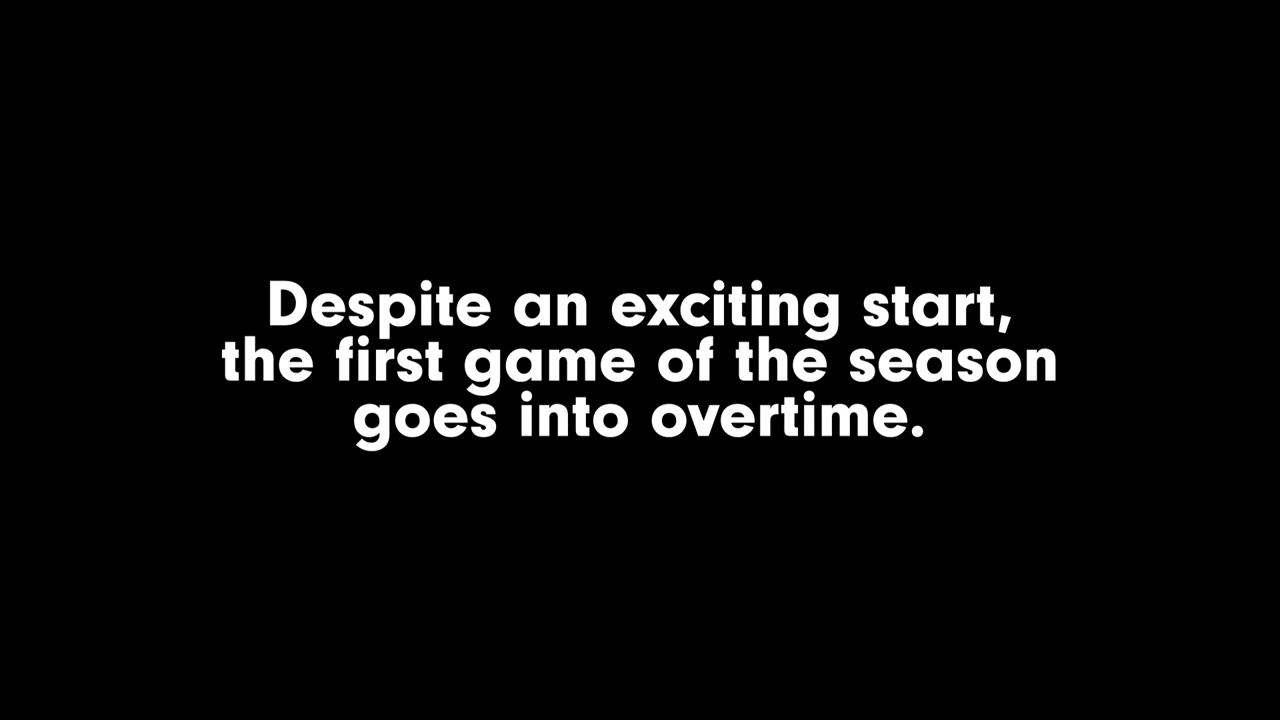 Despite an exciting start,
the first game of the season
goes into overtime.